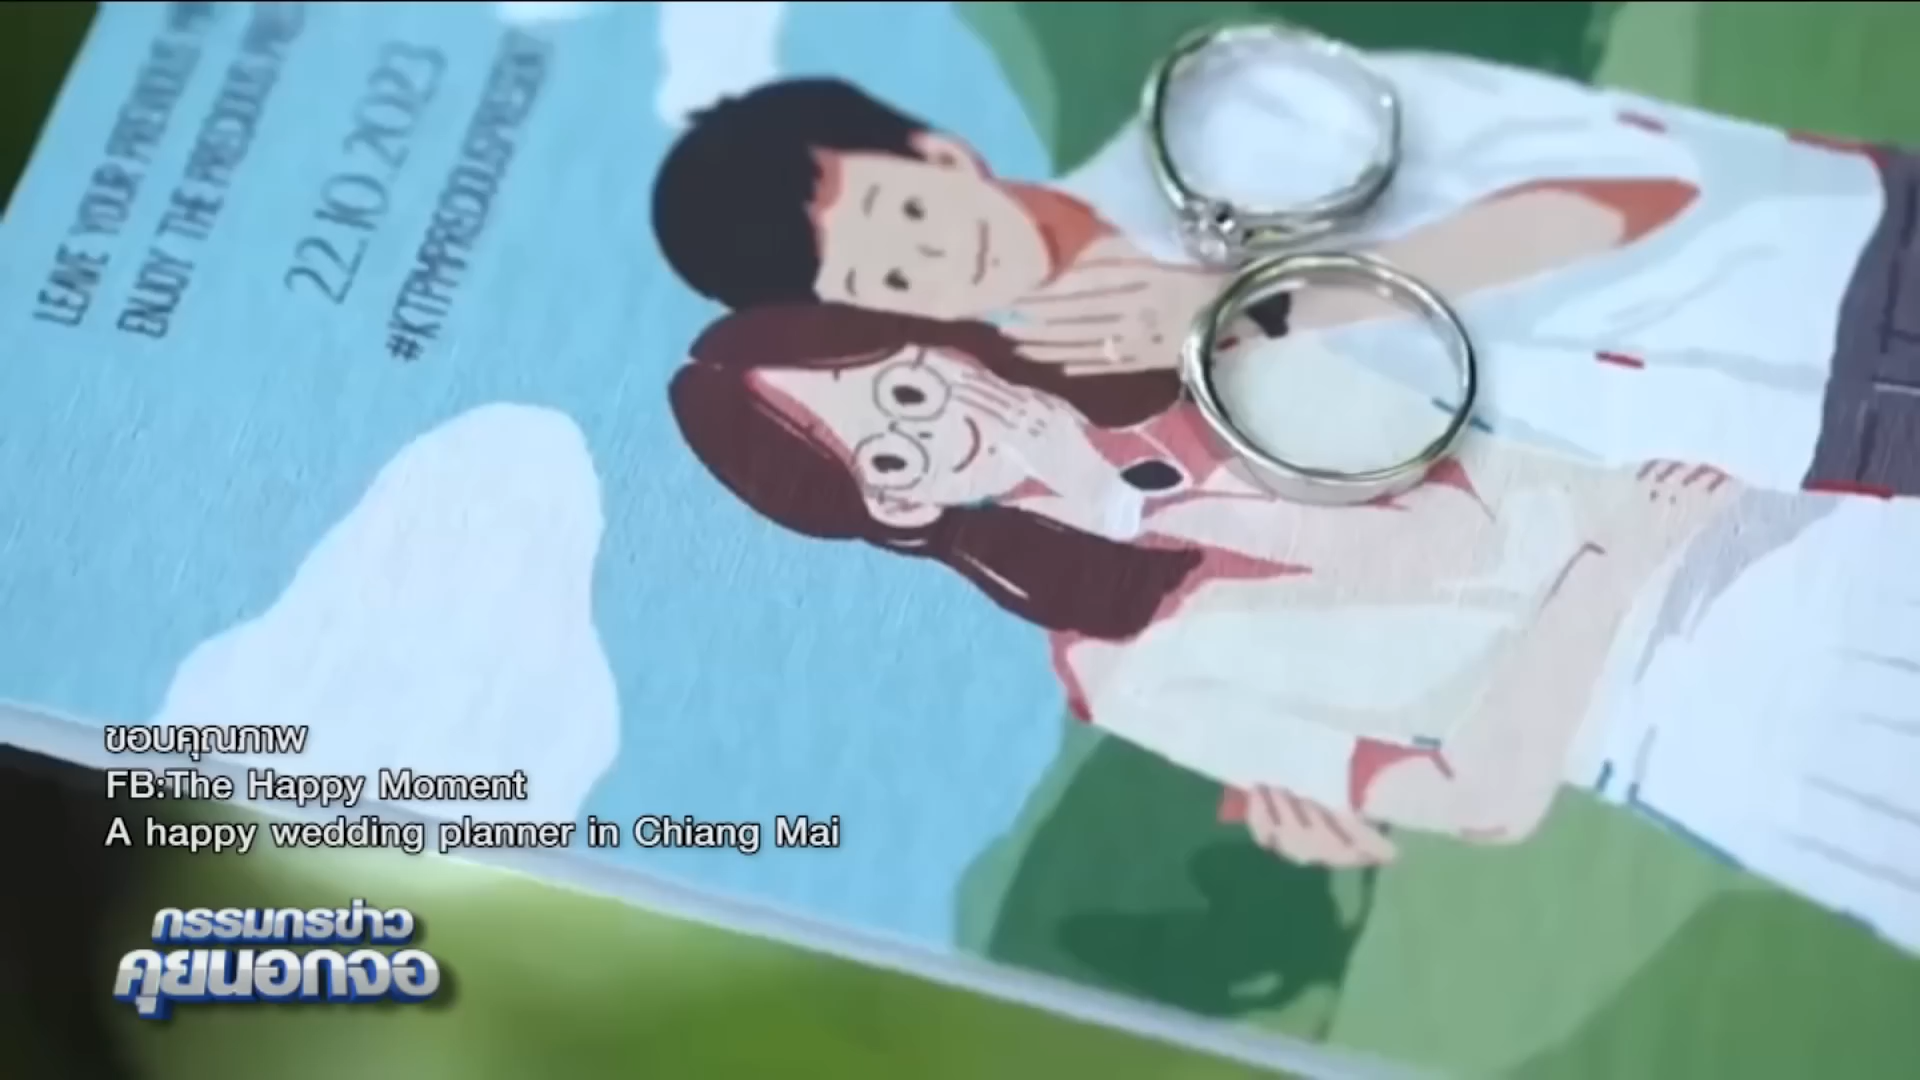 LEAVE YOUR PREVIOUS
ENJOY THE PRECIOUS
22.10.2023
ขอบคุณภาพ
FB:The Happy Moment
A happy wedding planner in Chiang Mai
กรรมกรข่าว
คุยนอกจอ